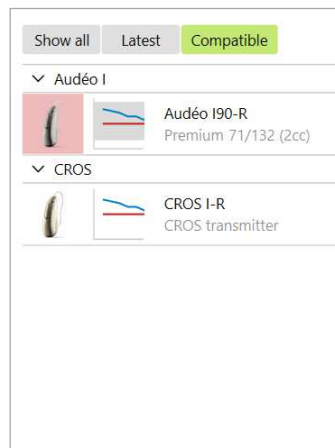 Show all Latest Compatible
Audéo I
Audéo I90-R
Premium 71/132 (2cc)
CROS
CROS I-R
CROS transmitter